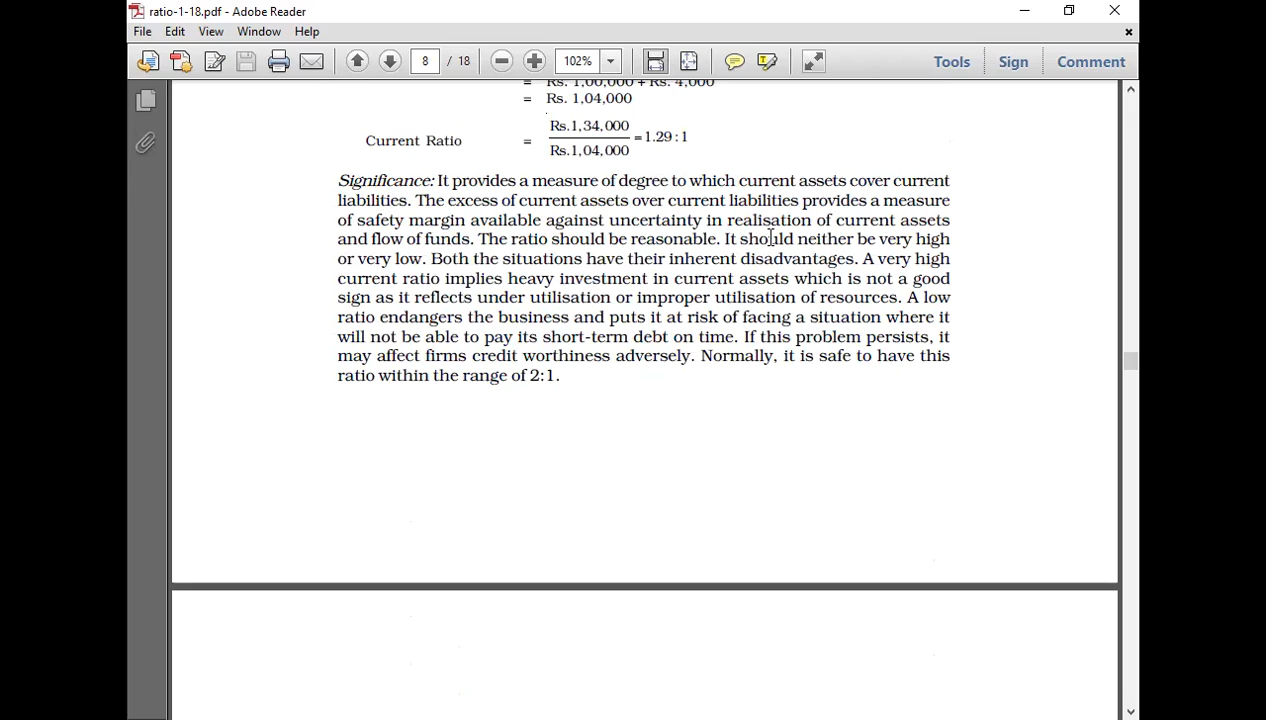 ratio-1-18.pdf - Adobe Reader
File Edit View Window Help
8 / 18 102% Tools Sign Comment
= Rs. 1,00,000 + Rs. 4,000
= Rs. 1,04,000
Current Ratio = Rs.1,34,000 = 1.29 : 1
Rs.1,04,000
Significance: It provides a measure of degree to which current assets cover current
liabilities. The excess of current assets over current liabilities provides a measure
of safety margin available against uncertainty in realisation of current assets
and flow of funds. The ratio should be reasonable. It should neither be very high
or very low. Both the situations have their inherent disadvantages. A very high
current ratio implies heavy investment in current assets which is not a good
sign as it reflects under utilisation or improper utilisation of resources. A low
ratio endangers the business and puts it at risk of facing a situation where it
will not be able to pay its short-term debt on time. If this problem persists, it
may affect firms credit worthiness adversely. Normally, it is safe to have this
ratio within the range of 2:1.